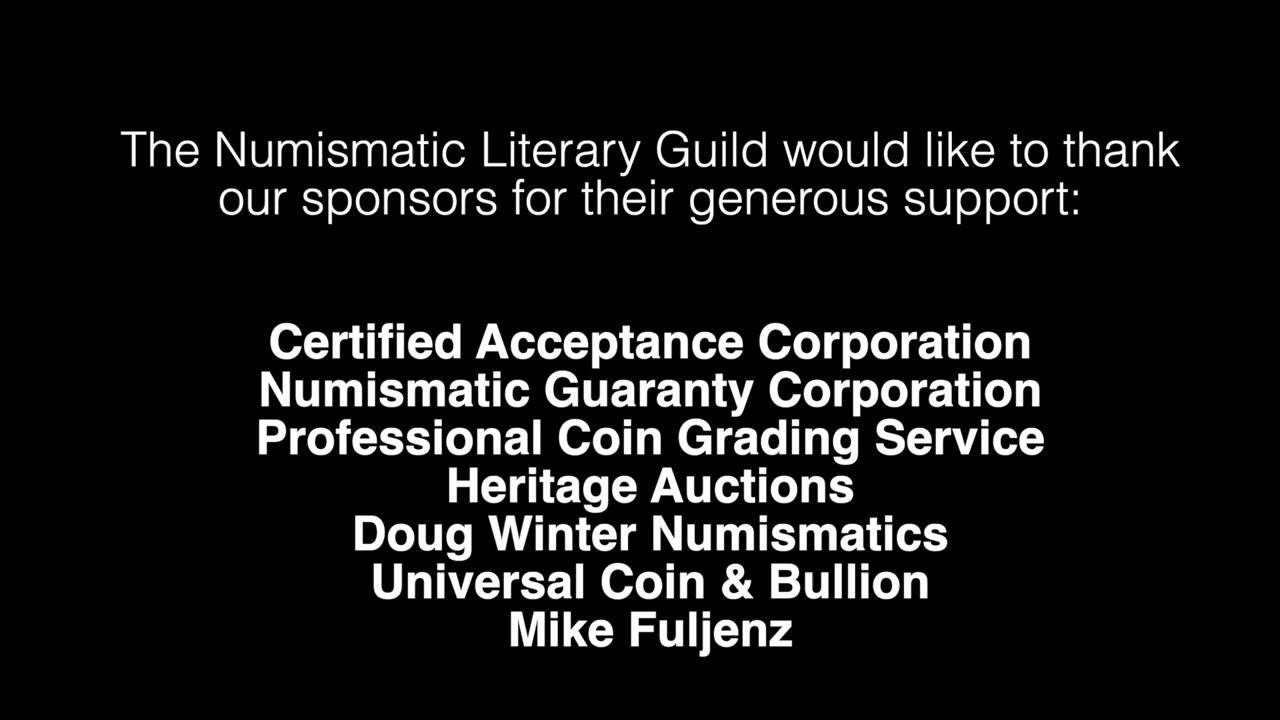 The Numismatic Literary Guild would like to thank
our sponsors for their generous support:
Certified Acceptance Corporation
Numismatic Guaranty Corporation
Professional Coin Grading Service
Heritage Auctions
Doug Winter Numismatics
Universal Coin & Bullion
Mike Fuljenz